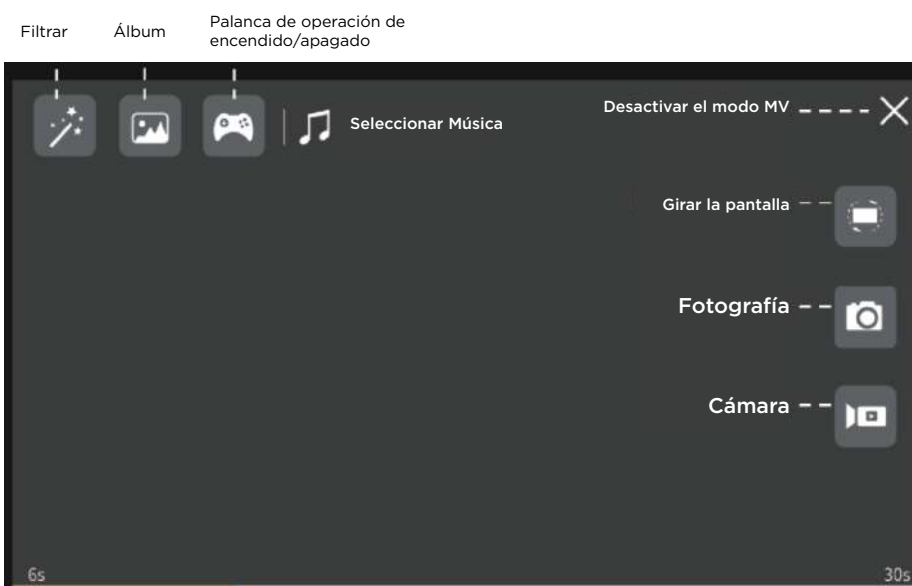 Filtrar
Álbum
Palanca de operación de
encendido/apagado
Seleccionar Música
Desactivar el modo MV
Girar la pantalla
Fotografía
Cámara
6s
30s